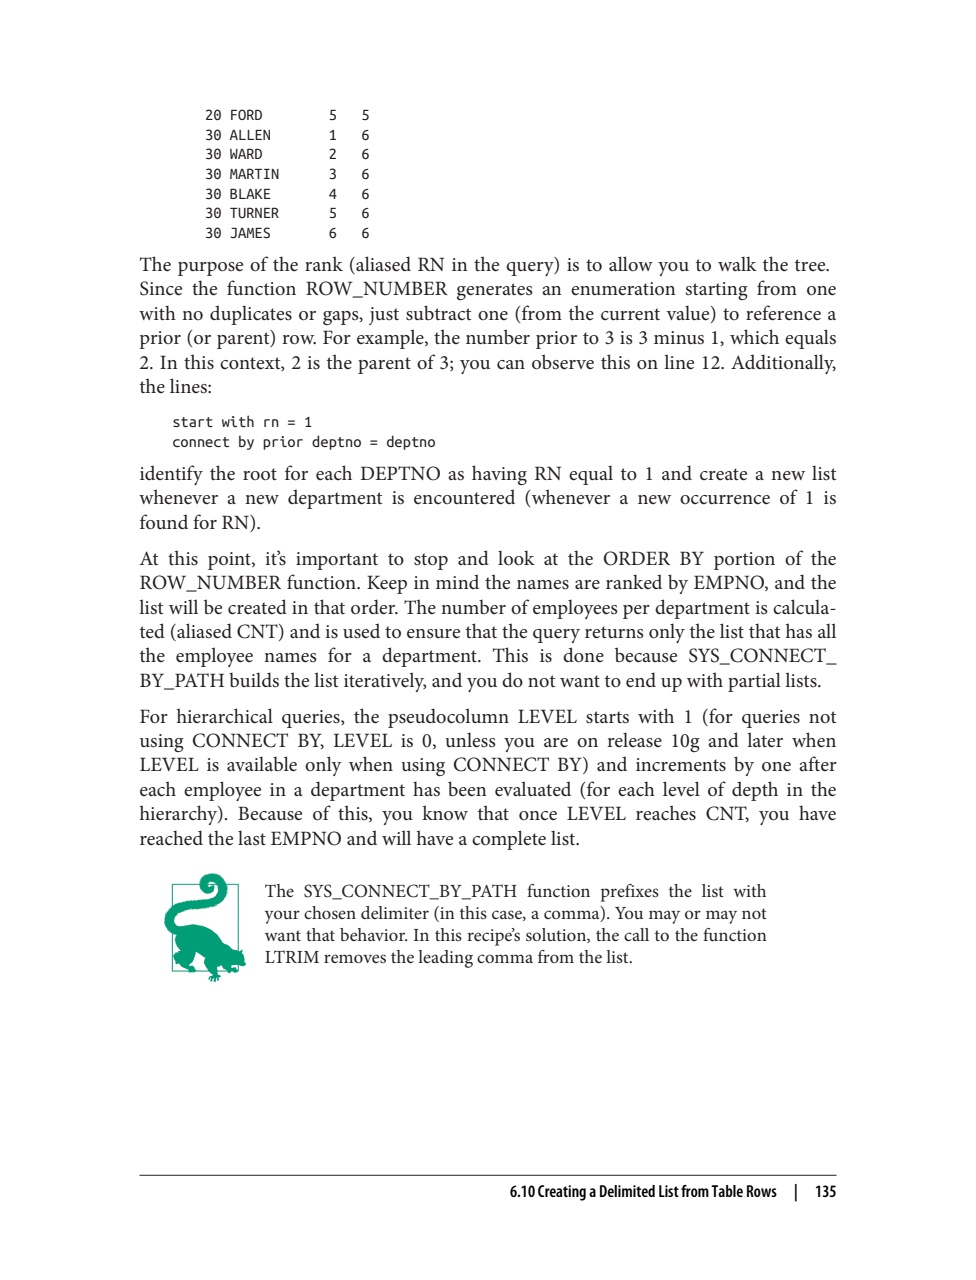 20 FORD 5 5
30 ALLEN 1 6
30 WARD 2 6
30 MARTIN 3 6
30 BLAKE 4 6
30 TURNER 5 6
30 JAMES 6 6
The purpose of the rank (aliased RN in the query) is to allow you to walk the tree.
Since the function ROW_NUMBER generates an enumeration starting from one
with no duplicates or gaps, just subtract one (from the current value) to reference a
prior (or parent) row. For example, the number prior to 3 is 3 minus 1, which equals
2. In this context, 2 is the parent of 3; you can observe this on line 12. Additionally,
the lines:
start with rn = 1
connect by prior deptno = deptno
identify the root for each DEPTNO as having RN equal to 1 and create a new list
whenever a new department is encountered (whenever a new occurrence of 1 is
found for RN).
At this point, it’s important to stop and look at the ORDER BY portion of the
ROW_NUMBER function. Keep in mind the names are ranked by EMPNO, and the
list will be created in that order. The number of employees per department is calcula-
ted (aliased CNT) and is used to ensure that the query returns only the list that has all
the employee names for a department. This is done because SYS_CONNECT_
BY_PATH builds the list iteratively, and you do not want to end up with partial lists.
For hierarchical queries, the pseudocolumn LEVEL starts with 1 (for queries not
using CONNECT BY, LEVEL is 0, unless you are on release 10g and later when
LEVEL is available only when using CONNECT BY) and increments by one after
each employee in a department has been evaluated (for each level of depth in the
hierarchy). Because of this, you know that once LEVEL reaches CNT, you have
reached the last EMPNO and will have a complete list.
The SYS_CONNECT_BY_PATH function prefixes the list with
your chosen delimiter (in this case, a comma). You may or may not
want that behavior. In this recipe’s solution, the call to the function
LTRIM removes the leading comma from the list.
6.10 Creating a Delimited List from Table Rows | 135